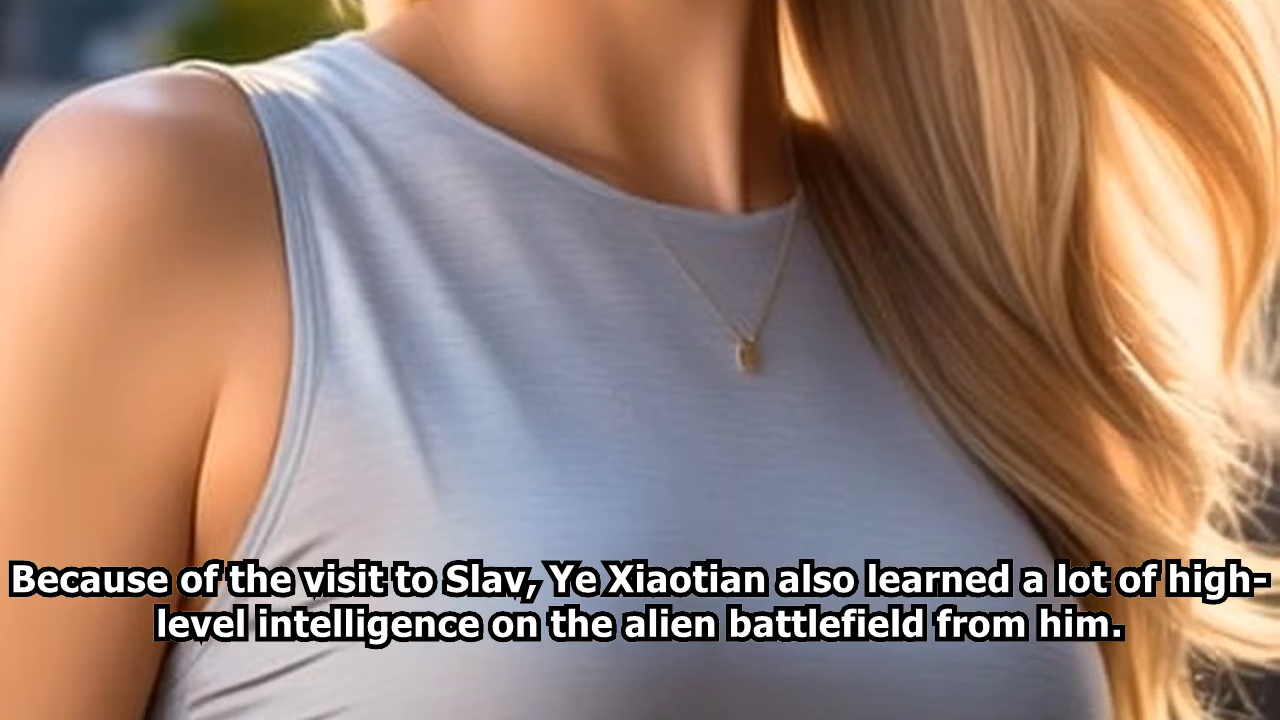 Because of the visit to Slav, Ye Xiaotian also learned a lot of high-
level intelligence on the alien battlefield from him.